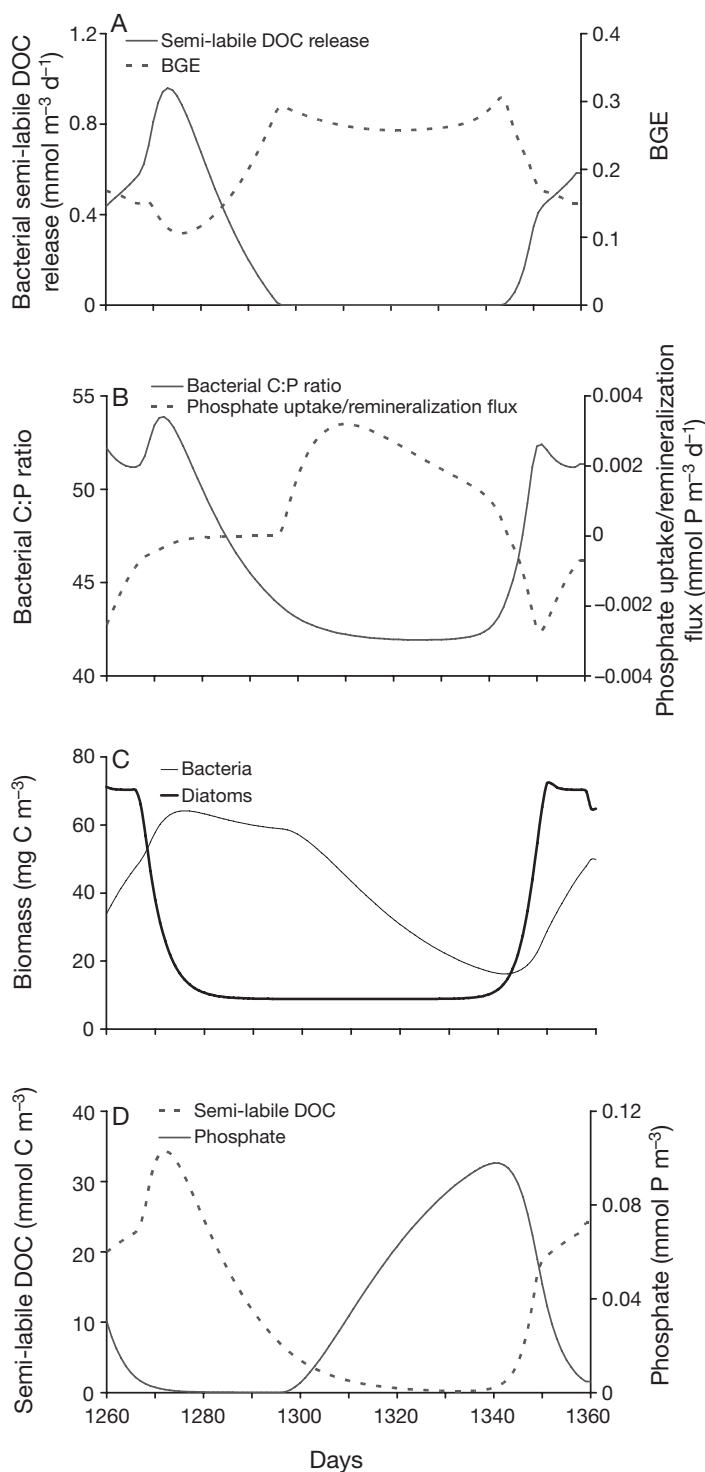 A
Semi-labile DOC release
BGE
1.2
0.8
0.4
0
Bacterial semi-labile DOC
release (mmol m⁻³ d⁻¹)
0.4
0.3
0.2
0.1
0
BGE
B
Bacterial C:P ratio
Phosphate uptake/remineralization flux
55
50
45
40
Bacterial C:P ratio
0.004
0.002
0
−0.002
−0.004
Phosphate uptake/remineralization
flux (mmol P m⁻³ d⁻¹)
C
Bacteria
Diatoms
80
60
40
20
0
Biomass (mg C m⁻³)
D
Semi-labile DOC
Phosphate
40
30
20
10
0
Semi-labile DOC (mmol C m⁻³)
0.12
0.08
0.04
0
Phosphate (mmol P m⁻³)
1260 1280 1300 1320 1340 1360
Days